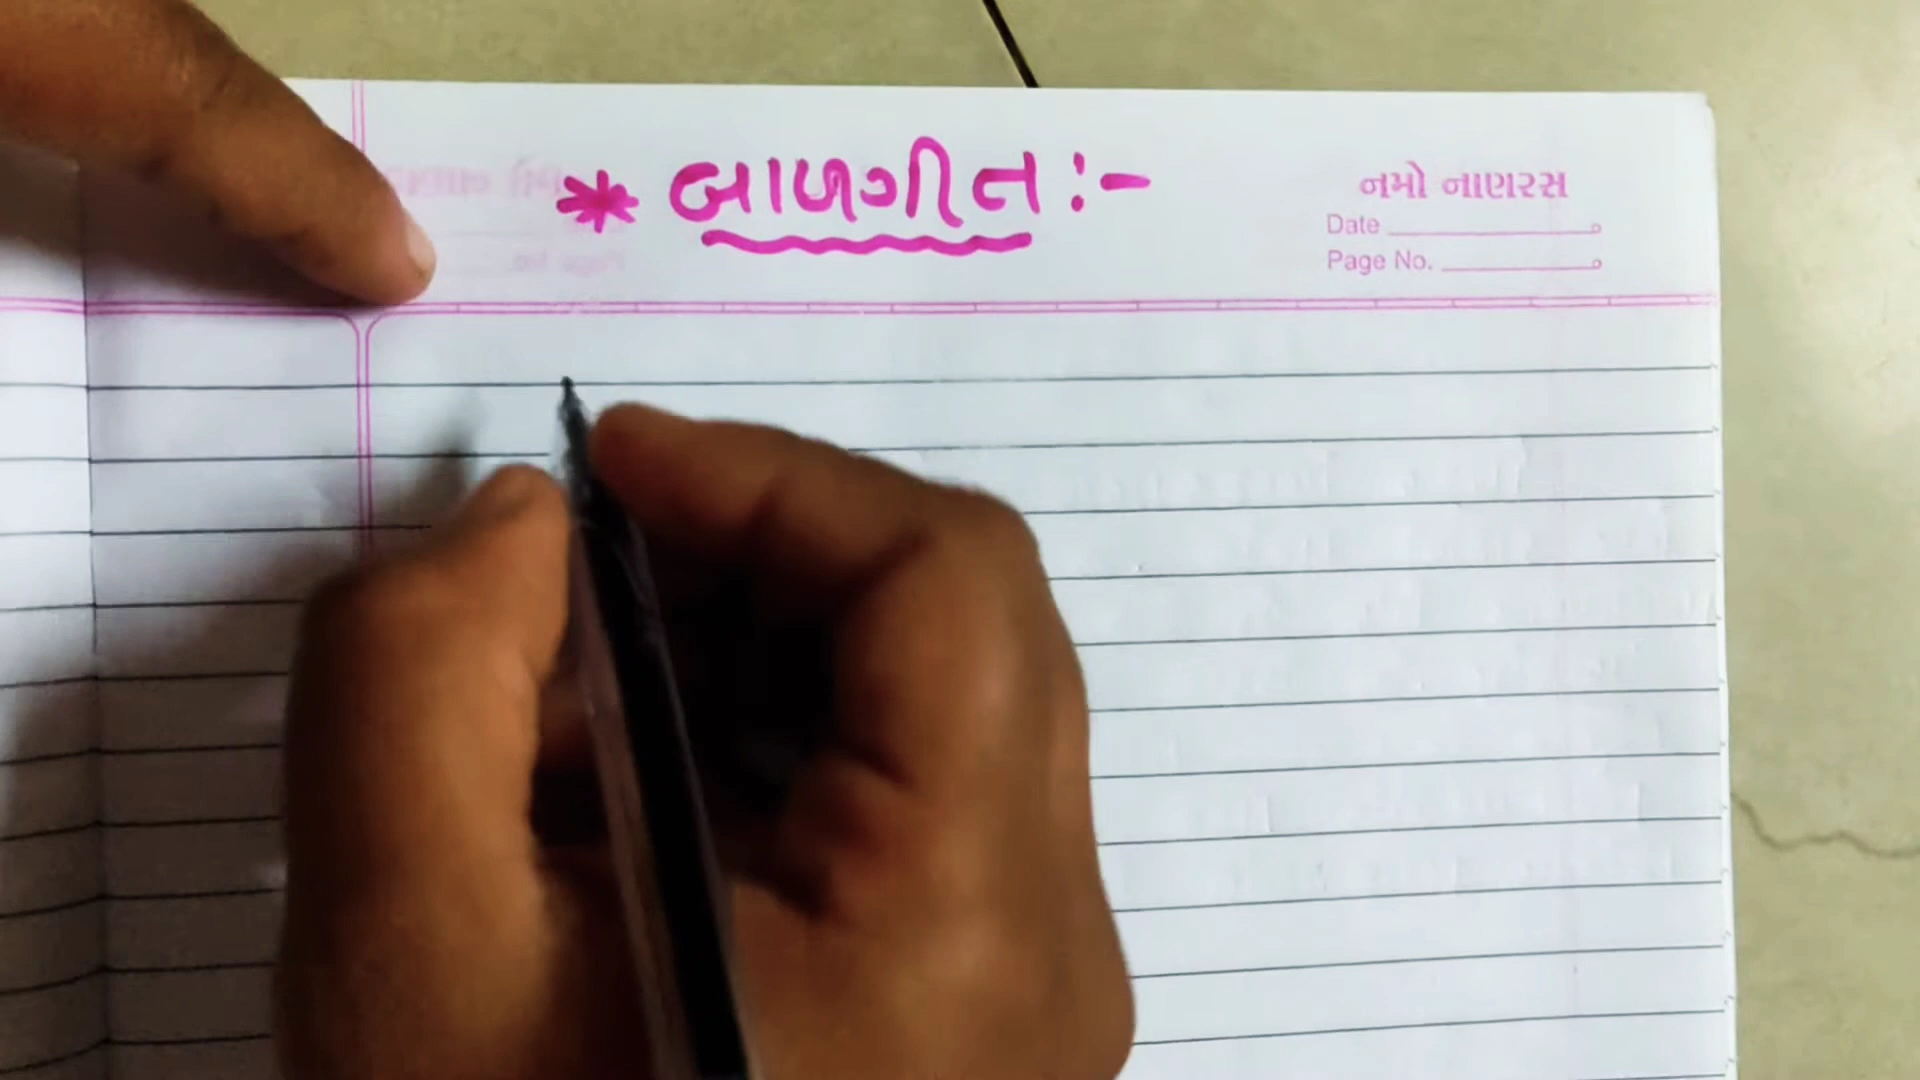 * બાળગીત :-
નમો નાણરસ
Date
Page No.